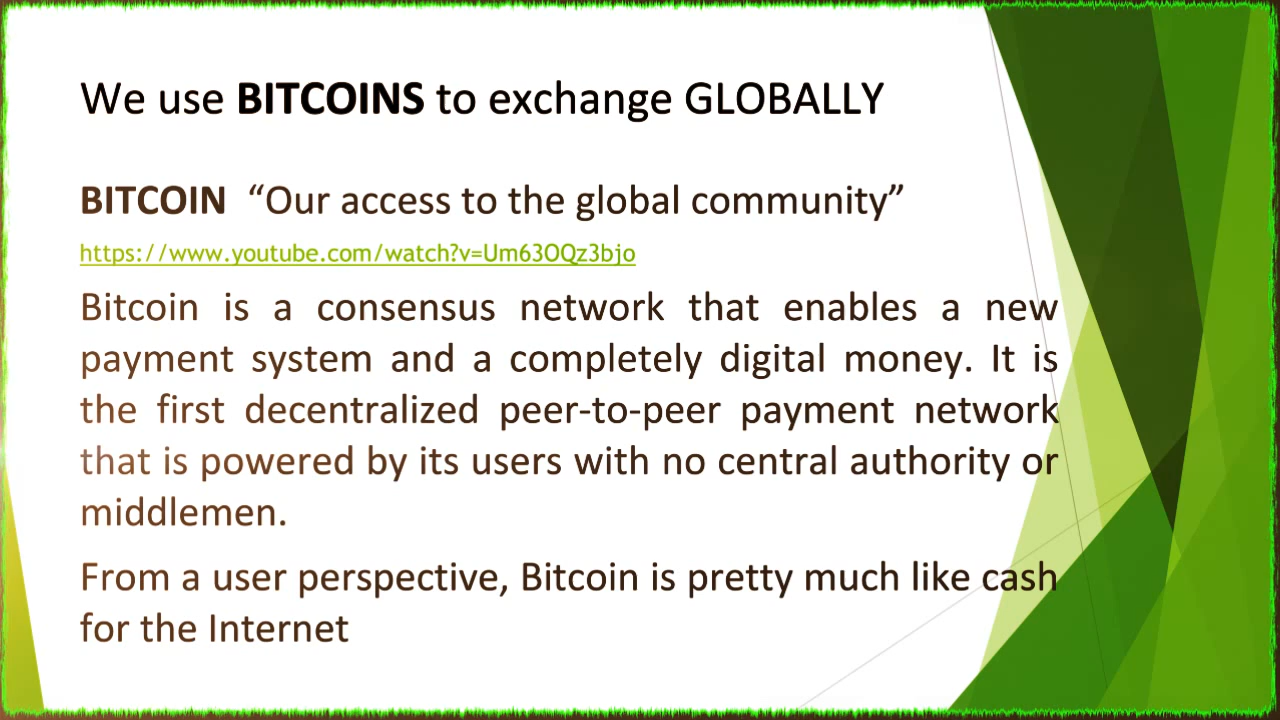 We use BITCOINS to exchange GLOBALLY
BITCOIN “Our access to the global community”
https://www.youtube.com/watch?v=Um63OQz3bjo
Bitcoin is a consensus network that enables a new
payment system and a completely digital money. It is
the first decentralized peer-to-peer payment network
that is powered by its users with no central authority or
middlemen.
From a user perspective, Bitcoin is pretty much like cash
for the Internet